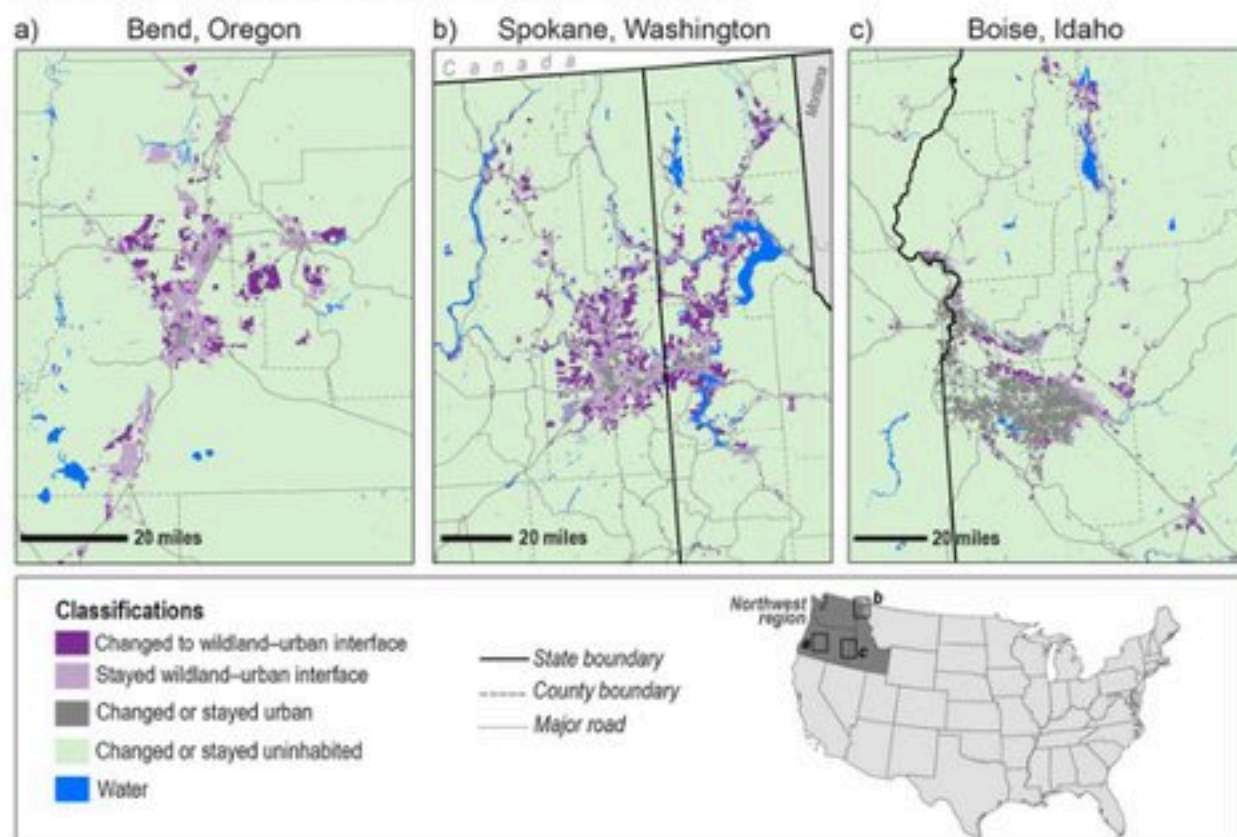 a) Bend, Oregon
b) Spokane, Washington
c) Boise, Idaho
Canada
Montana
20 miles
20 miles
20 miles
Classifications
Changed to wildland–urban interface
Stayed wildland–urban interface
Changed or stayed urban
Changed or stayed uninhabited
Water
State boundary
County boundary
Major road
Northwest
region
b
a
c